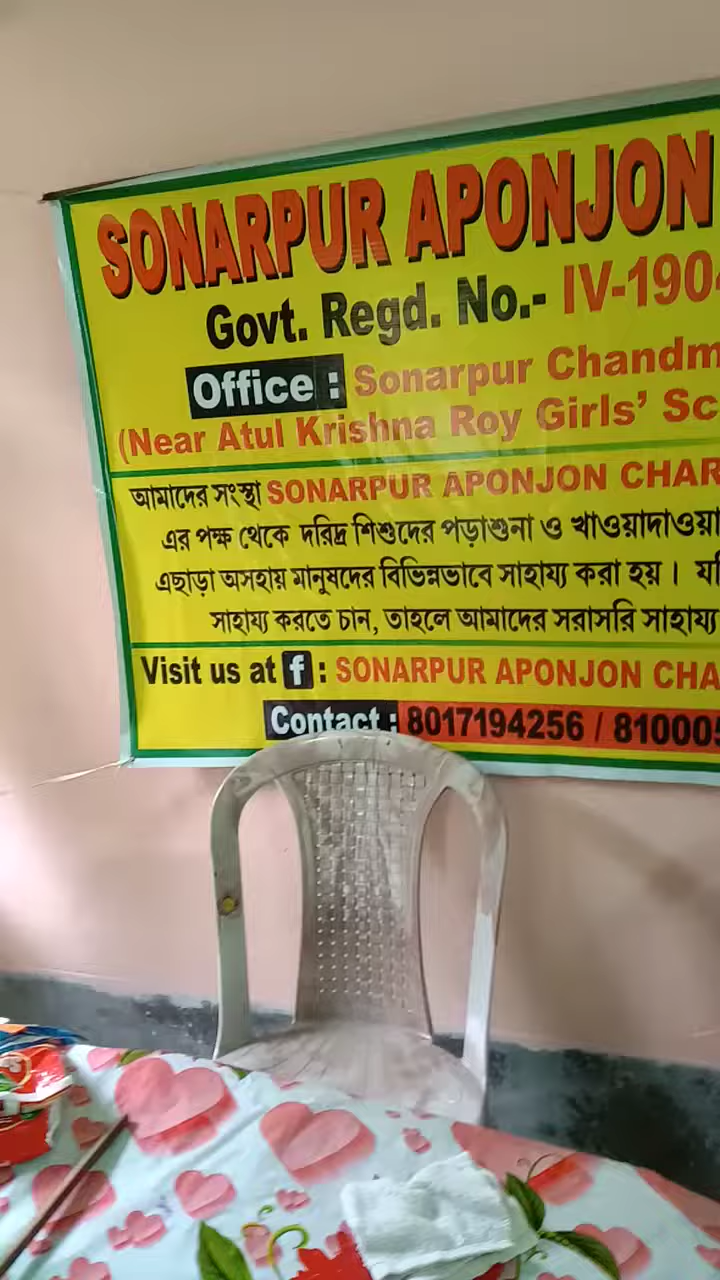 SONARPUR APONJON
Govt. Regd. No.- IV-190
Office : Sonarpur Chandm
(Near Atul Krishna Roy Girls' Sc
আমাদের সংস্থা SONARPUR APONJON CHAR
এর পক্ষ থেকে দরিদ্র শিশুদের পড়াশুনা ও খাওয়াদাওয়া
এছাড়া অসহায় মানুষদের বিভিন্নভাবে সাহায্য করা হয়। যদি
সাহায্য করতে চান, তাহলে আমাদের সরাসরি সাহায্য
Visit us at f : SONARPUR APONJON CHA
Contact : 8017194256 / 81000